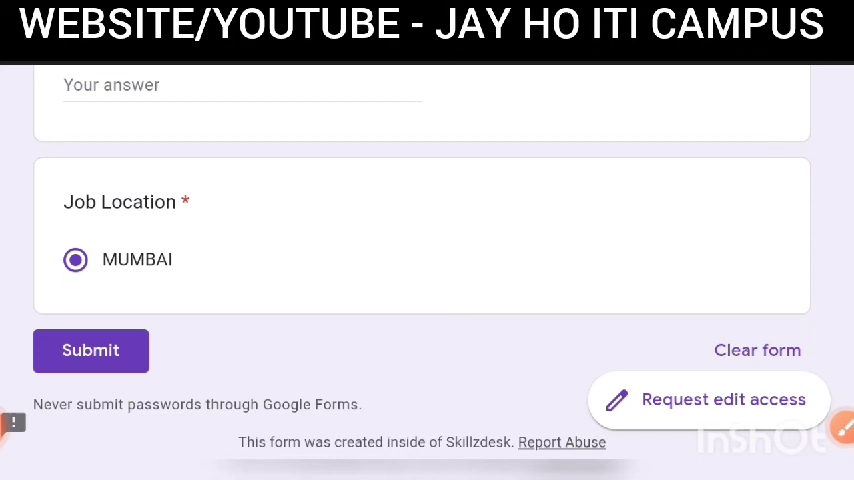 WEBSITE/YOUTUBE - JAY HO ITI CAMPUS
Your answer
Job Location *
MUMBAI
Submit
Clear form
Request edit access
Never submit passwords through Google Forms.
!
This form was created inside of Skillzdesk. Report Abuse
InShOt